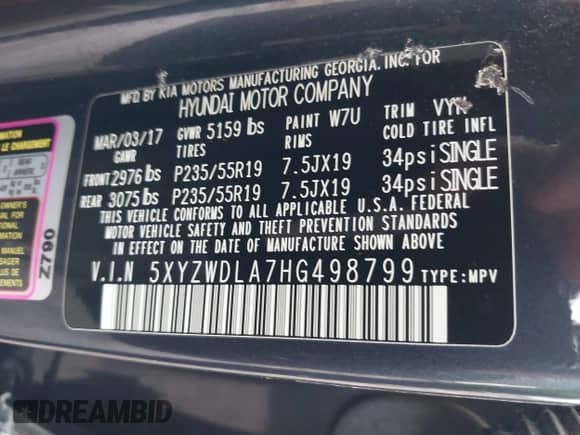 MFD BY KIA MOTORS MANUFACTURING GEORGIA. INC. FOR
HYUNDAI MOTOR COMPANY
MAR/03/17 GVWR 5159 lbs PAINT W7U TRIM VYN
GAWR TIRES RIMS COLD TIRE INFL
FRONT 2976 lbs P235/55R19 7.5JX19 34psi SINGLE
REAR 3075 lbs P235/55R19 7.5JX19 34psi SINGLE
THIS VEHICLE CONFORMS TO ALL APPLICABLE U.S.A. FEDERAL
MOTOR VEHICLE SAFETY AND THEFT PREVENTION STANDARDS
IN EFFECT ON THE DATE OF MANUFACTURE SHOWN ABOVE.
V.I.N 5XYZWDLA7HG498799 TYPE:MPV
Z790
DREAMBID